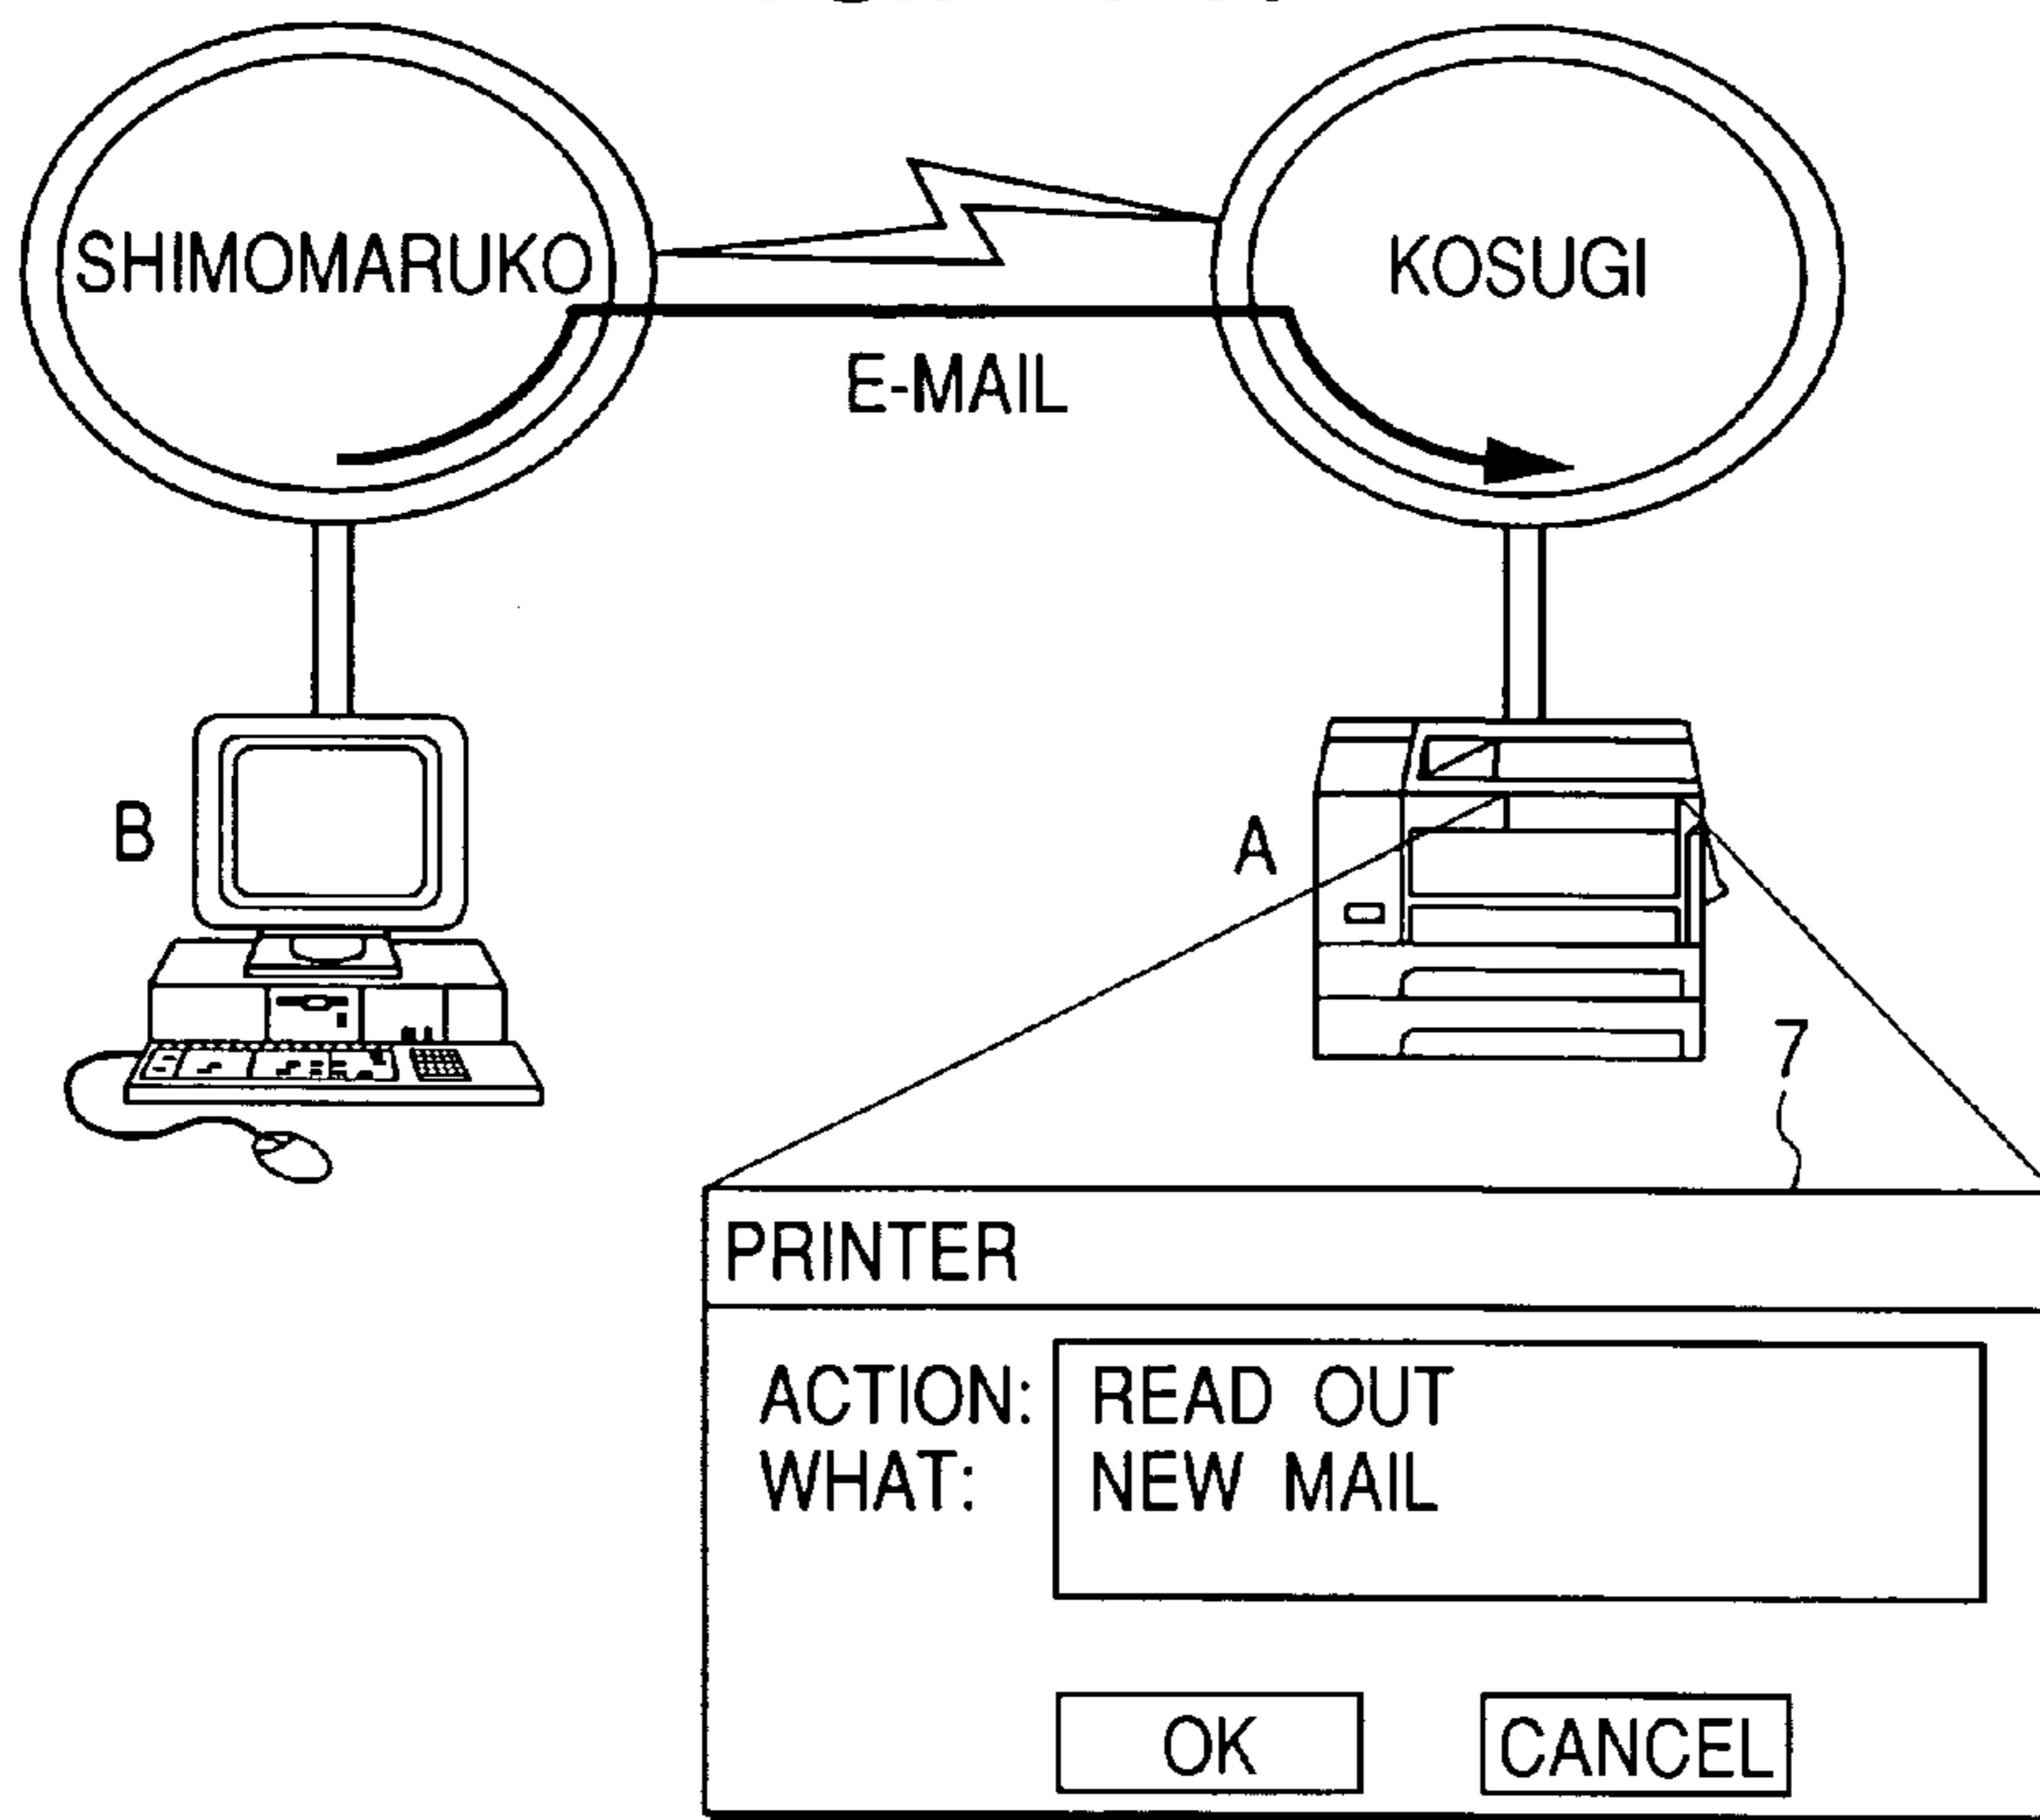 SHIMOMARUKO
KOSUGI
E-MAIL
B
A
7
PRINTER
ACTION: READ OUT
WHAT: NEW MAIL
OK
CANCEL